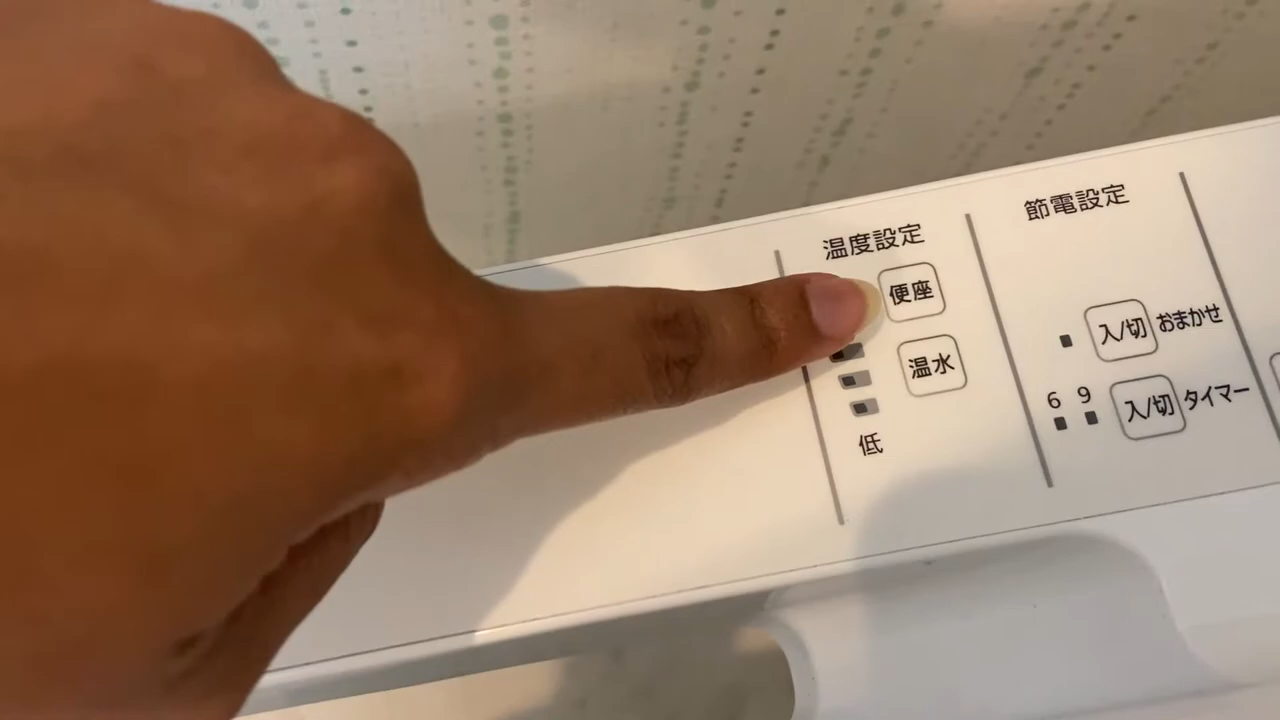 温度設定
便座
温水
低
節電設定
入/切 おまかせ
6 9
入/切 タイマー